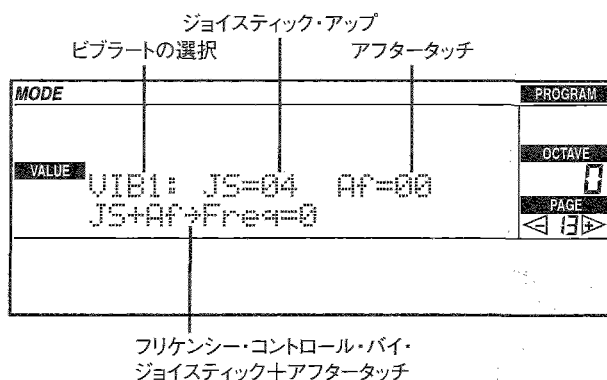 ジョイスティック・アップ
ビブラートの選択
アフタータッチ
MODE
PROGRAM
VALUE
VIB1: JS=04 Af=00
JS+Af→Freq=0
OCTAVE
0
PAGE
- 13 +
フリケンシー・コントロール・バイ・
ジョイスティック＋アフタータッチ